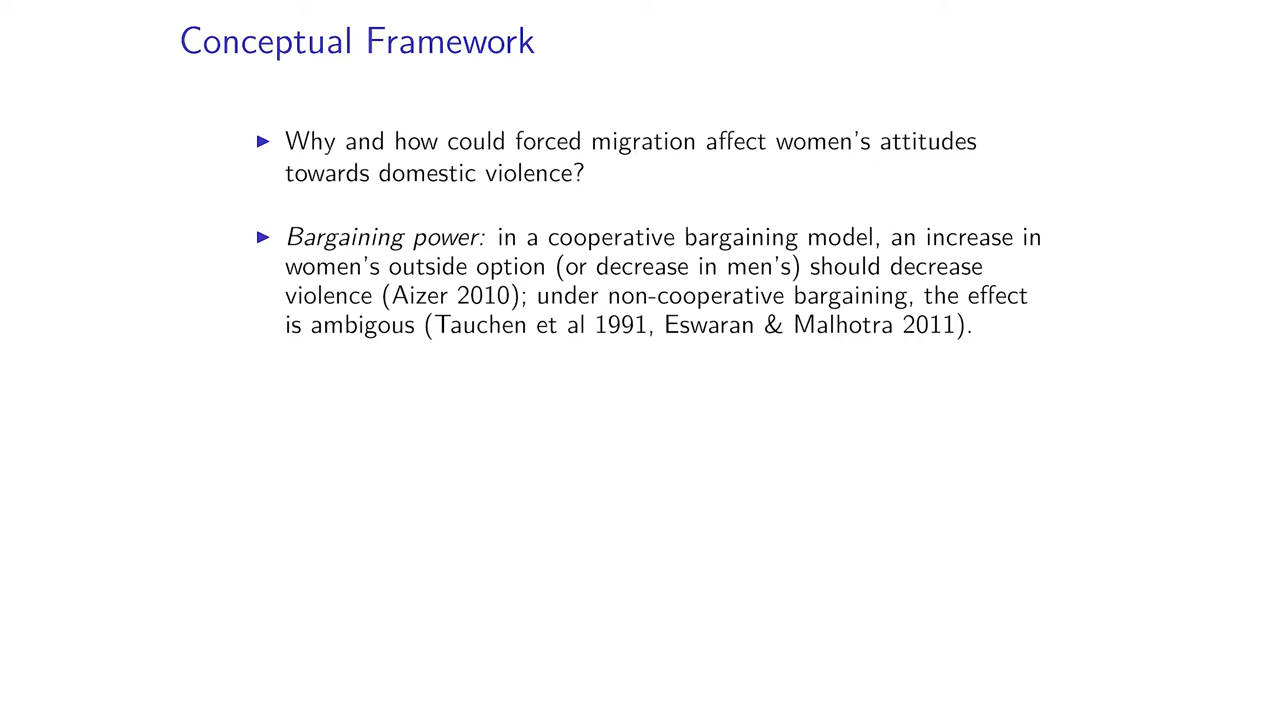 Conceptual Framework
▶ Why and how could forced migration affect women's attitudes
towards domestic violence?
▶ Bargaining power: in a cooperative bargaining model, an increase in
women's outside option (or decrease in men's) should decrease
violence (Aizer 2010); under non-cooperative bargaining, the effect
is ambigous (Tauchen et al 1991, Eswaran & Malhotra 2011).